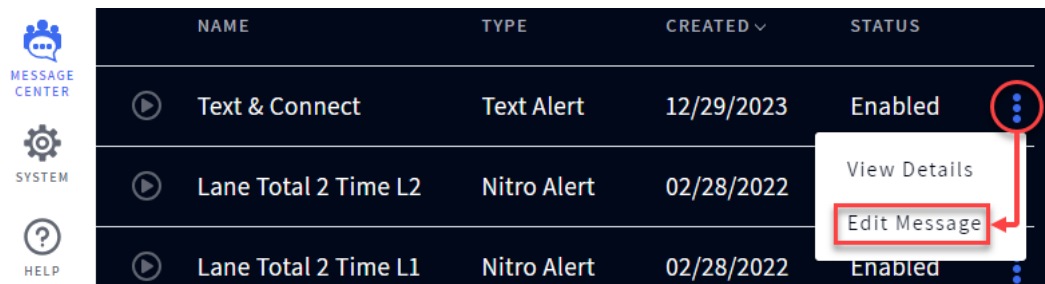 NAME TYPE CREATED STATUS
MESSAGE
CENTER
Text & Connect Text Alert 12/29/2023 Enabled
SYSTEM
View Details
Lane Total 2 Time L2 Nitro Alert 02/28/2022
Edit Message
HELP
Lane Total 2 Time L1 Nitro Alert 02/28/2022 Enabled